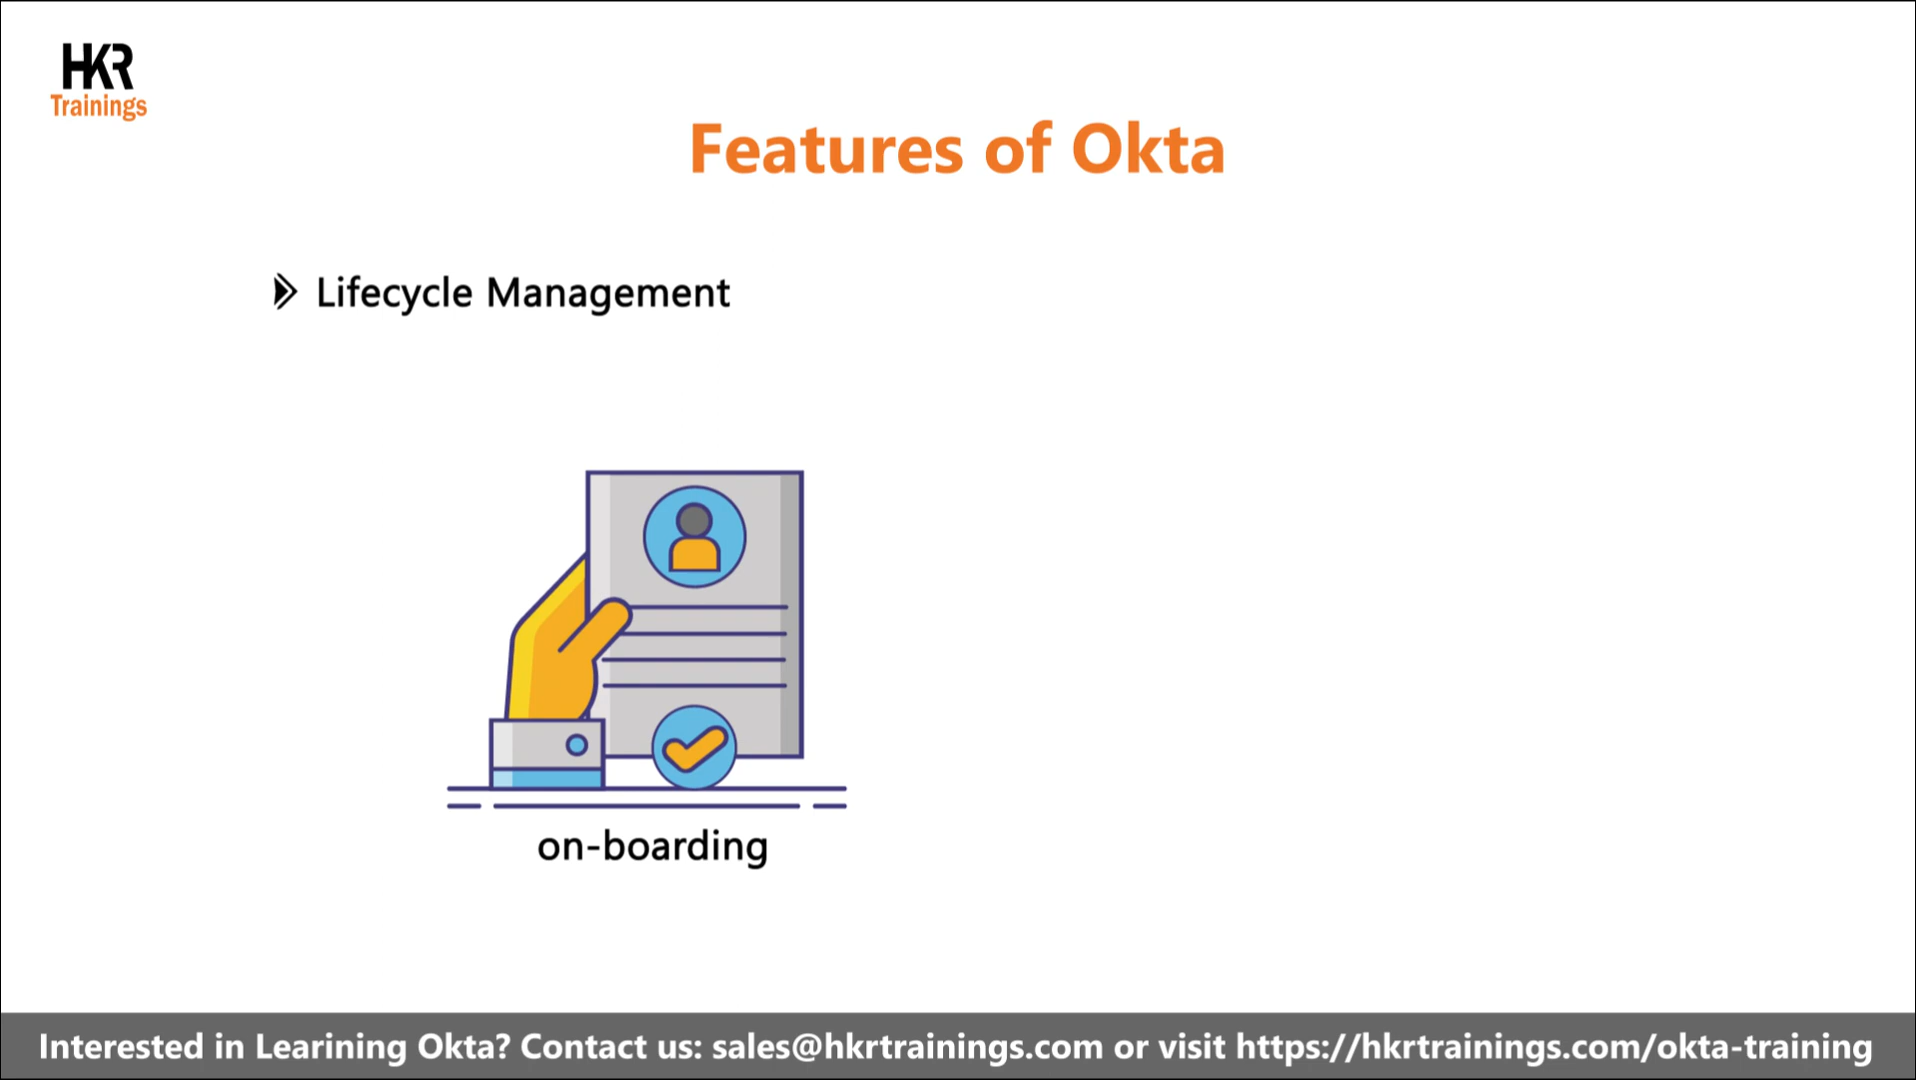 HKR
Trainings
Features of Okta
Lifecycle Management
on-boarding
Interested in Learining Okta? Contact us: sales@hkrtrainings.com or visit https://hkrtrainings.com/okta-training